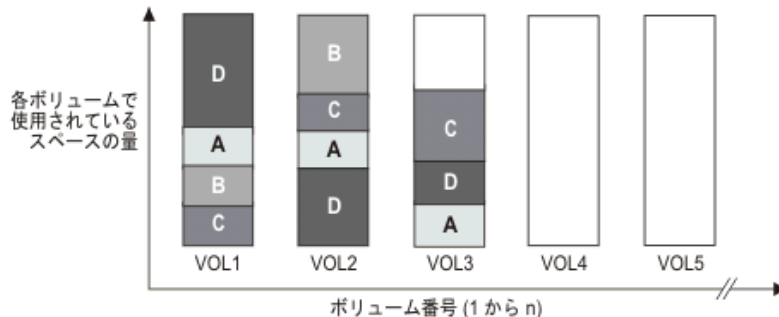 各ボリュームで
使用されている
スペースの量
D
A
B
C
B
C
A
D
C
D
A
VOL1
VOL2
VOL3
VOL4
VOL5
ボリューム番号 (1 から n)